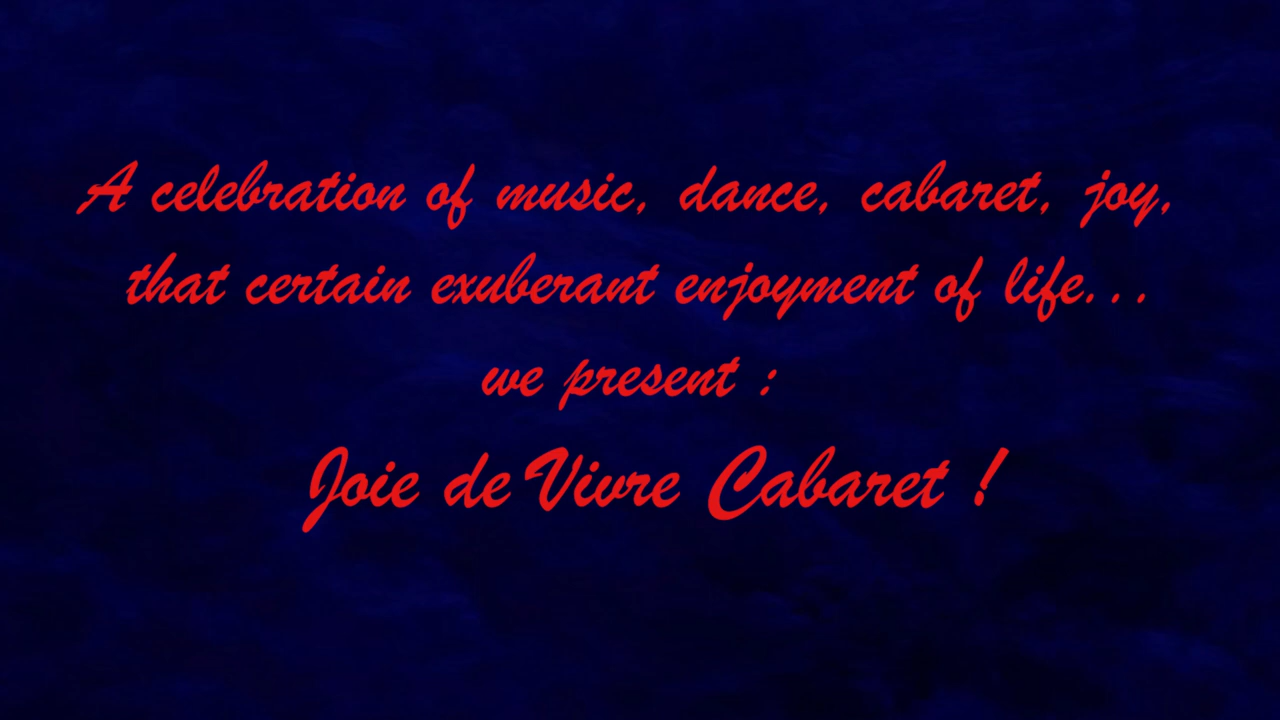 A celebration of music, dance, cabaret, joy,
that certain exuberant enjoyment of life...
we present :
Joie de Vivre Cabaret !